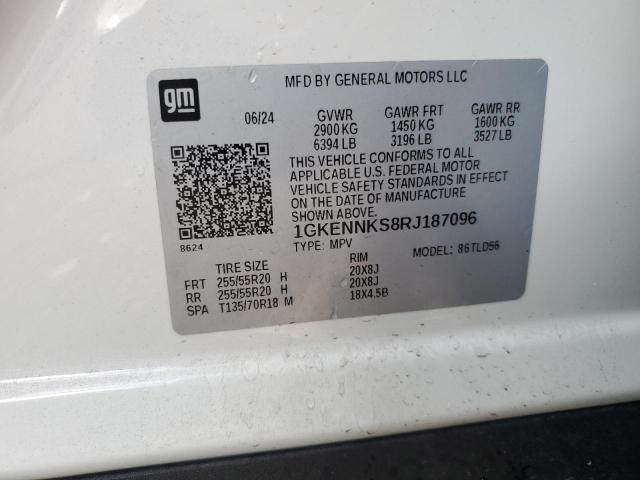 gm
MFD BY GENERAL MOTORS LLC
06/24 GVWR GAWR FRT GAWR RR
2900 KG 1450 KG 1600 KG
6394 LB 3196 LB 3527 LB
THIS VEHICLE CONFORMS TO ALL
APPLICABLE U.S. FEDERAL MOTOR
VEHICLE SAFETY STANDARDS IN EFFECT
ON THE DATE OF MANUFACTURE
SHOWN ABOVE.
1GKENNKS8RJ187096
8624
TYPE: MPV MODEL: 86TLD56
TIRE SIZE RIM
FRT 255/55R20 H 20X8J
RR 255/55R20 H 20X8J
SPA T135/70R18 M 18X4.5B